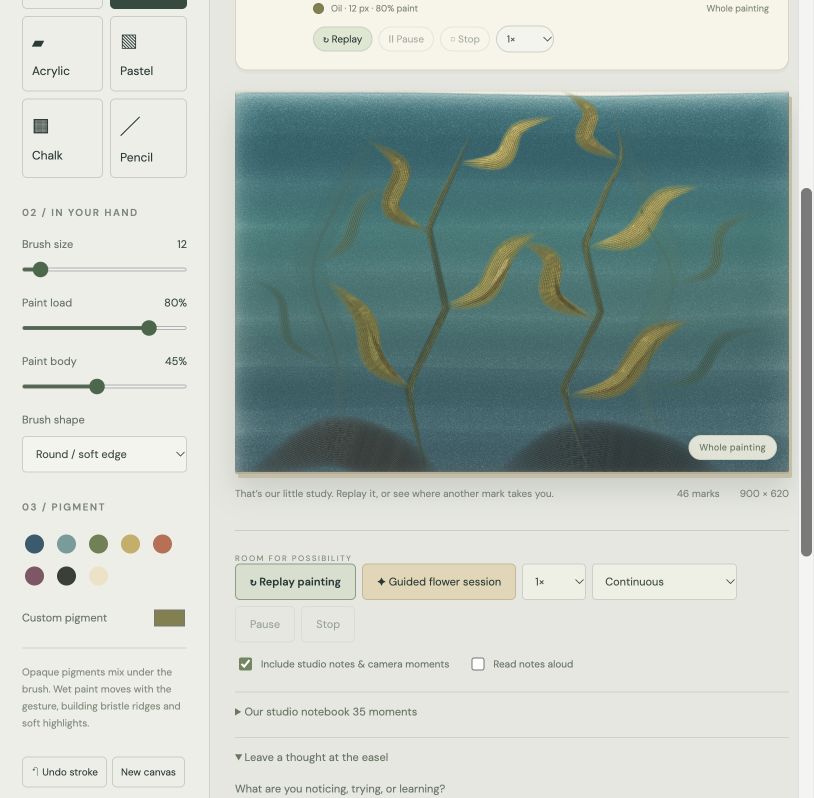 Acrylic
Pastel
Chalk
Pencil
02 / IN YOUR HAND
Brush size 12
Paint load 80%
Paint body 45%
Brush shape
Round / soft edge
03 / PIGMENT
Custom pigment
Opaque pigments mix under the
brush. Wet paint moves with the
gesture, building bristle ridges and
soft highlights.
Undo stroke
New canvas
Oil · 12 px · 80% paint
Whole painting
↻ Replay
II Pause
▫ Stop
1×
Whole painting
That's our little study. Replay it, or see where another mark takes you.
46 marks
900 × 620
ROOM FOR POSSIBILITY
↻ Replay painting
✦ Guided flower session
1×
Continuous
Pause
Stop
Include studio notes & camera moments
Read notes aloud
▶ Our studio notebook 35 moments
▼ Leave a thought at the easel
What are you noticing, trying, or learning?